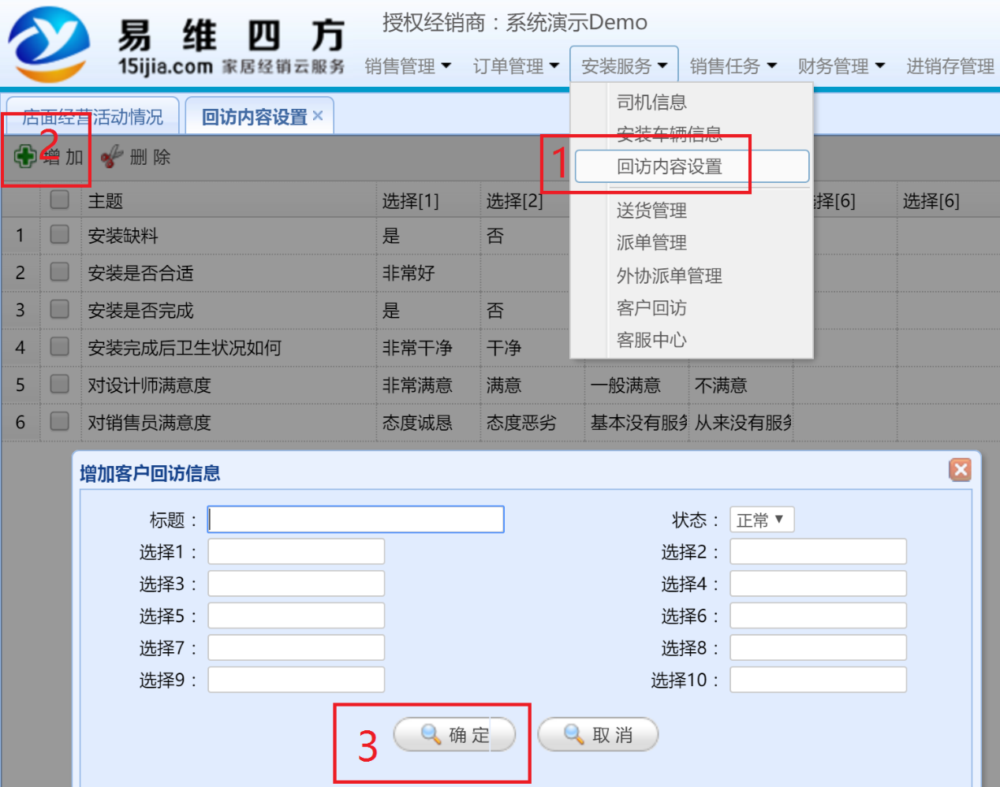 授权经销商：系统演示Demo
易维四方
15ijia.com 家居经销云服务
销售管理 订单管理 安装服务 销售任务 财务管理 进销存管理
司机信息
安装车辆信息
回访内容设置
送货管理
派单管理
外协派单管理
客户回访
客服中心
1
店面经营活动情况 回访内容设置
2
增加 删除
主题 选择[1] 选择[2] 择[6] 选择[6]
1 安装缺料 是 否
2 安装是否合适 非常好
3 安装是否完成 是 否
4 安装完成后卫生状况如何 非常干净 干净
5 对设计师满意度 非常满意 满意 一般满意 不满意
6 对销售员满意度 态度诚恳 态度恶劣 基本没有服务 从来没有服务
增加客户回访信息
标题： 状态： 正常
选择1： 选择2：
选择3： 选择4：
选择5： 选择6：
选择7： 选择8：
选择9： 选择10：
3 确定 取消